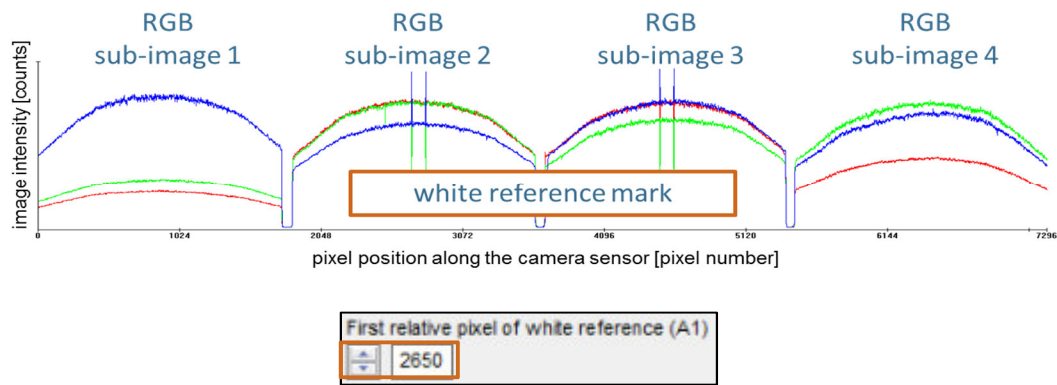 RGB
sub-image 1
RGB
sub-image 2
RGB
sub-image 3
RGB
sub-image 4
image intensity [counts]
white reference mark
0 1024 2048 3072 4096 5120 6144 7296
pixel position along the camera sensor [pixel number]
First relative pixel of white reference (A1)
2650